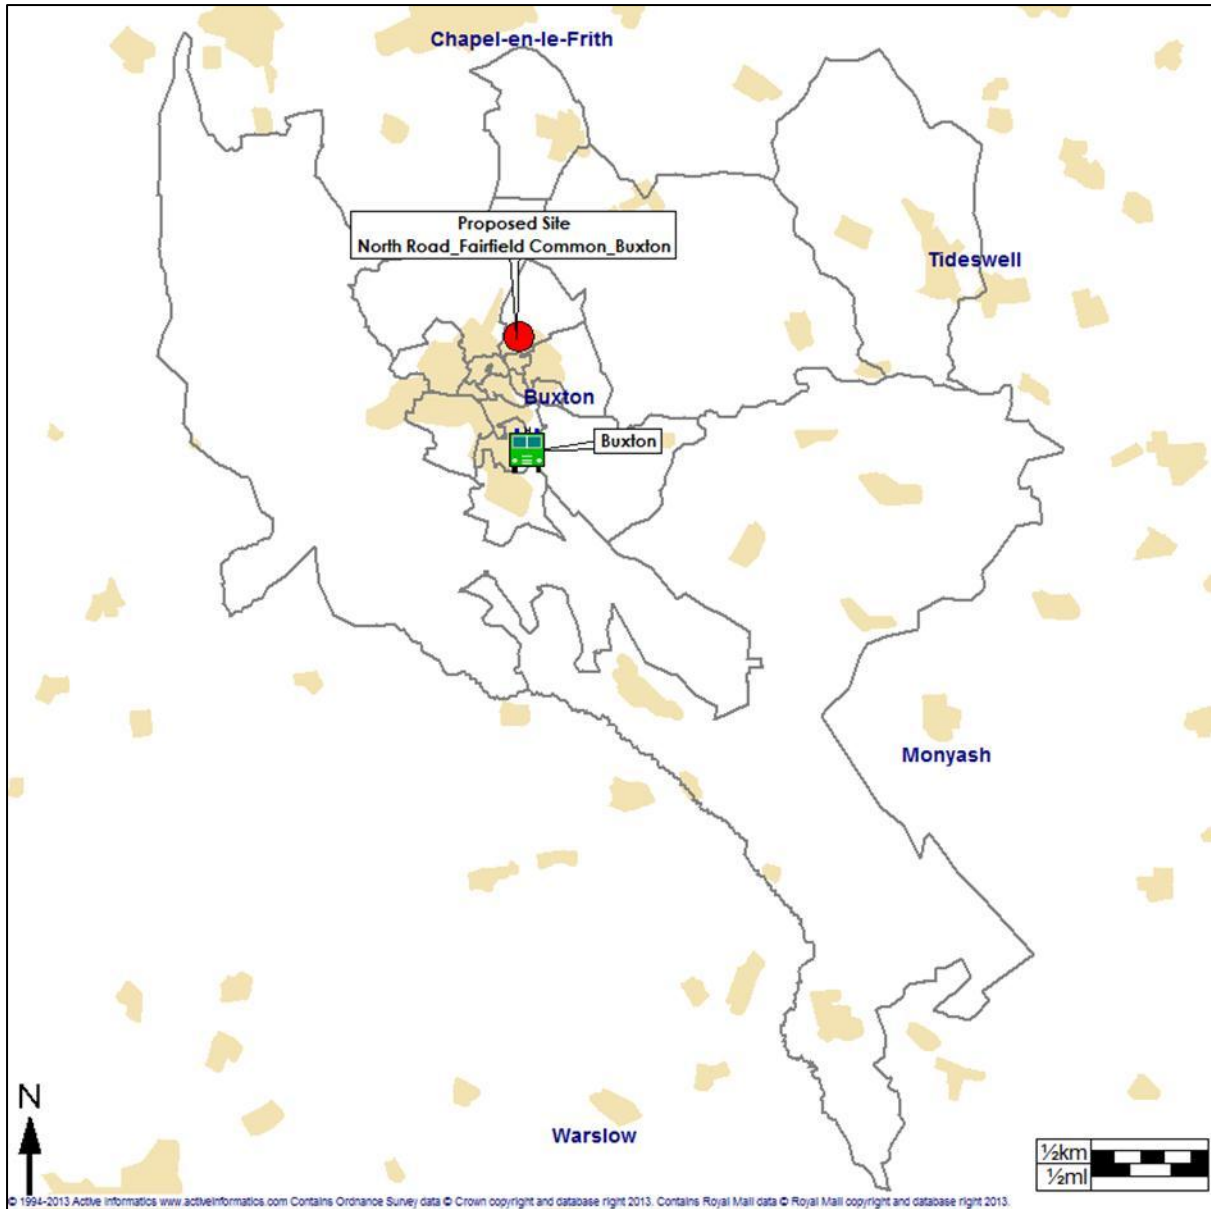 Chapel-en-le-Frith
Proposed Site
North Road_Fairfield Common_Buxton
Tideswell
Buxton
Buxton
Monyash
N
Warslow
½km
½ml
© 1994-2013 Active Informatics www.activeinformatics.com Contains Ordnance Survey data © Crown copyright and database right 2013. Contains Royal Mail data © Royal Mail copyright and database right 2013.